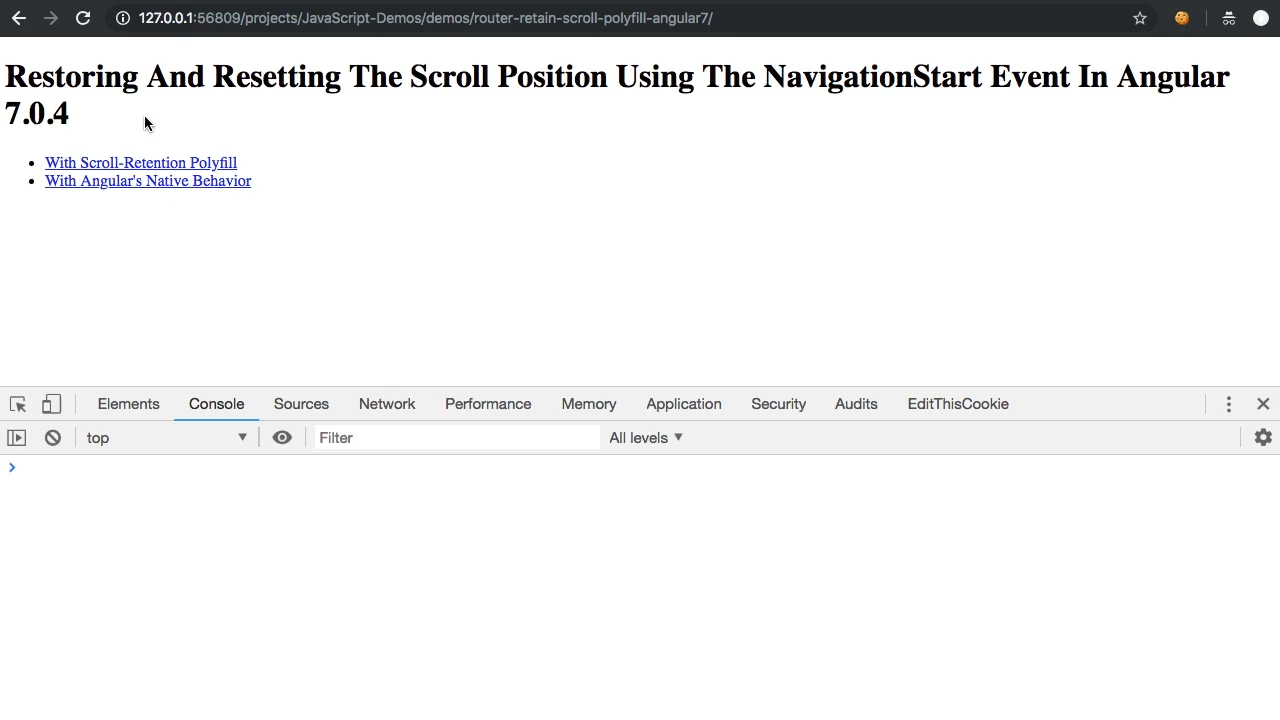 127.0.0.1:56809/projects/JavaScript-Demos/demos/router-retain-scroll-polyfill-angular7/
Restoring And Resetting The Scroll Position Using The NavigationStart Event In Angular
7.0.4
With Scroll-Retention Polyfill
With Angular's Native Behavior
Elements Console Sources Network Performance Memory Application Security Audits EditThisCookie
top Filter All levels